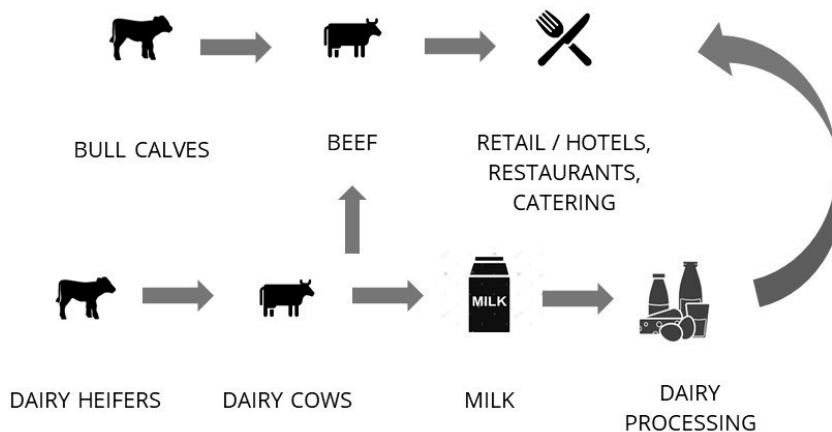 BULL CALVES
BEEF
RETAIL / HOTELS,
RESTAURANTS,
CATERING
MILK
DAIRY HEIFERS
DAIRY COWS
MILK
DAIRY
PROCESSING